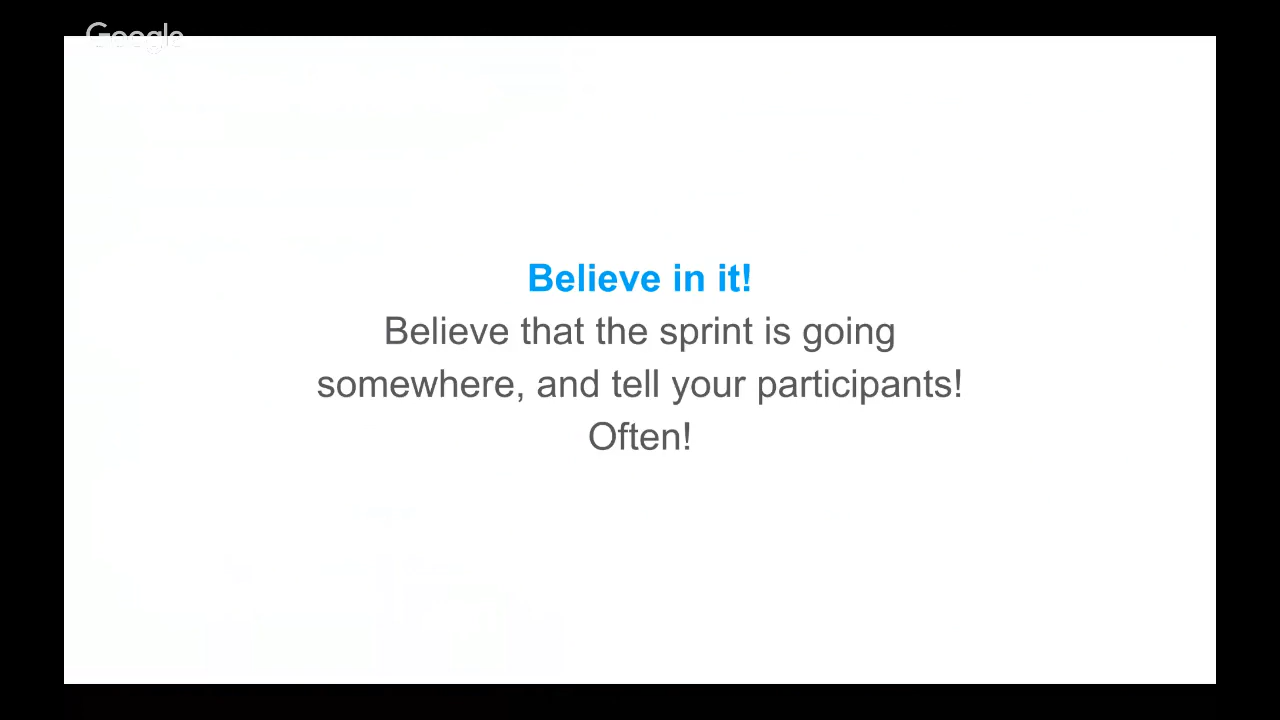 Google
Believe in it!
Believe that the sprint is going
somewhere, and tell your participants!
Often!